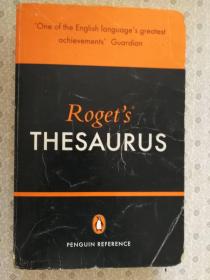 'One of the English language's greatest
achievements' Guardian
Roget's
THESAURUS
PENGUIN REFERENCE